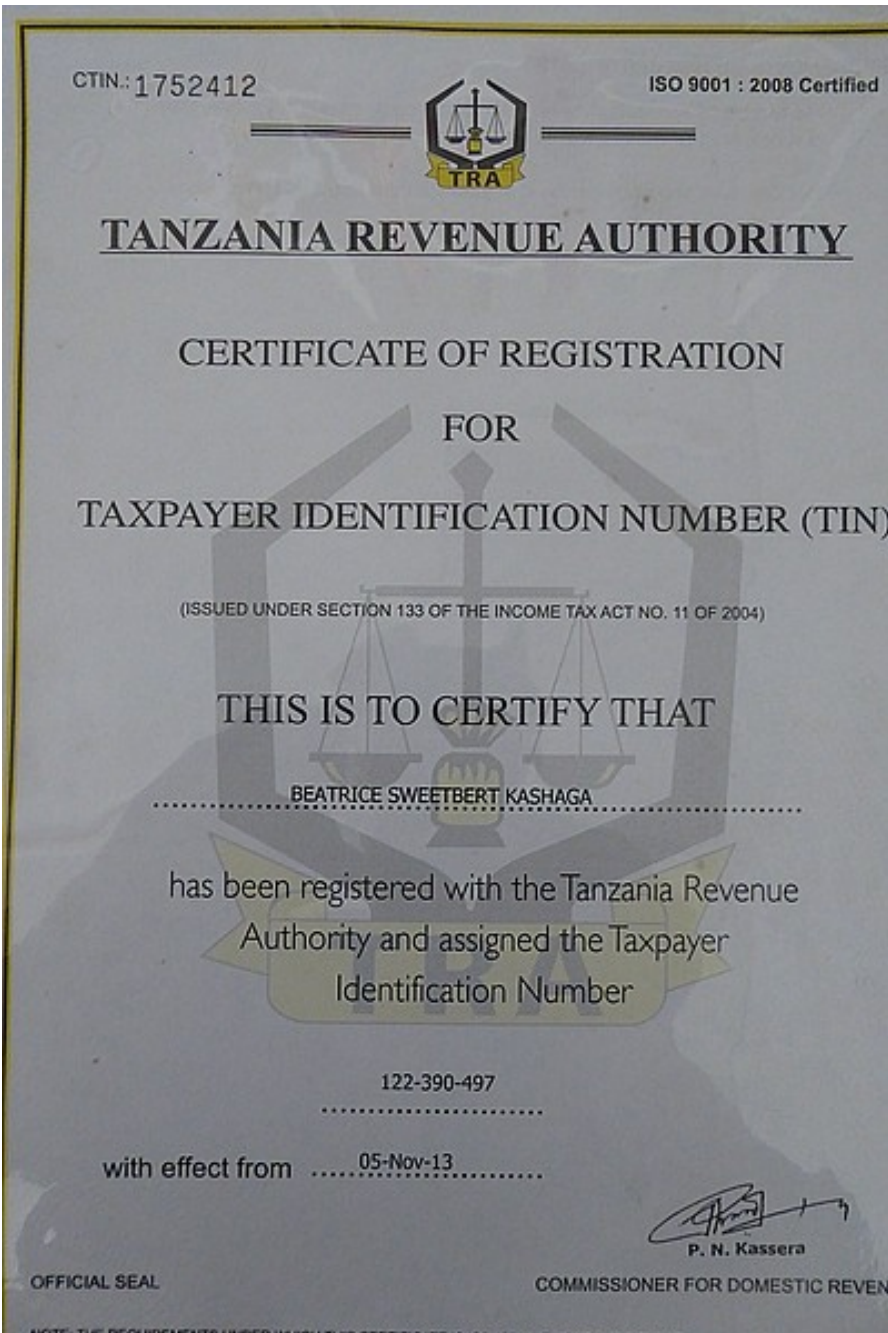 CTIN.: 1752412
ISO 9001 : 2008 Certified
TRA
TANZANIA REVENUE AUTHORITY
CERTIFICATE OF REGISTRATION
FOR
TAXPAYER IDENTIFICATION NUMBER (TIN)
(ISSUED UNDER SECTION 133 OF THE INCOME TAX ACT NO. 11 OF 2004)
THIS IS TO CERTIFY THAT
BEATRICE SWEETBERT KASHAGA
has been registered with the Tanzania Revenue
Authority and assigned the Taxpayer
TRA
Identification Number
122-390-497
with effect from 05-Nov-13
P. N. Kassera
OFFICIAL SEAL
COMMISSIONER FOR DOMESTIC REVEN